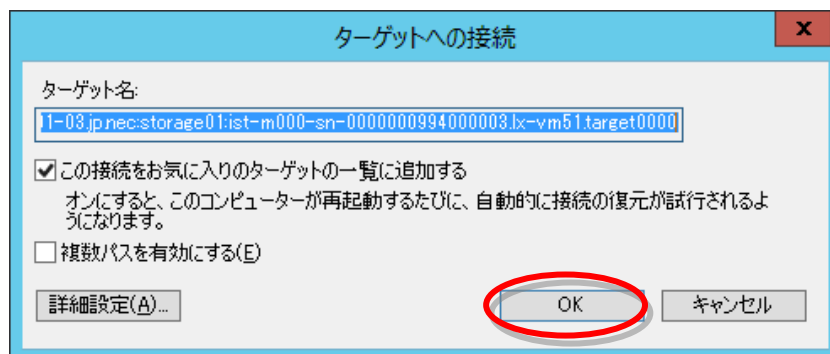 ターゲットへの接続
x
ターゲット名:
1-03.jp.nec:storage01:ist-m000-sn-0000000994000003.lx-vm51.target0000
この接続をお気に入りのターゲットの一覧に追加する
オンにすると、このコンピューターが再起動するたびに、自動的に接続の復元が試行されるよ
うになります。
複数パスを有効にする(E)
詳細設定(A)... OK キャンセル